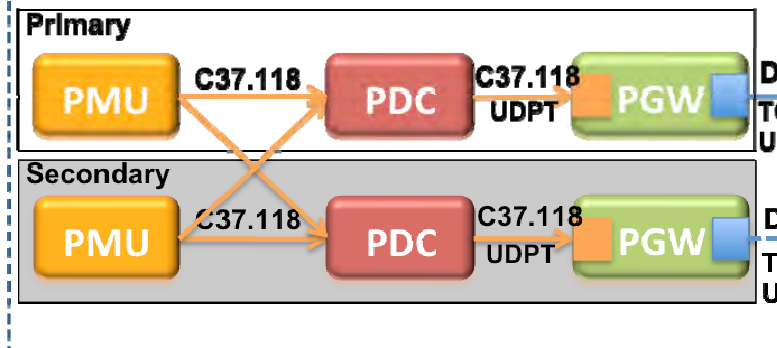 Primary
PMU
C37.118
PDC
C37.118
UDPT
PGW
D
T
U
Secondary
PMU
C37.118
PDC
C37.118
UDPT
PGW
D
T
U